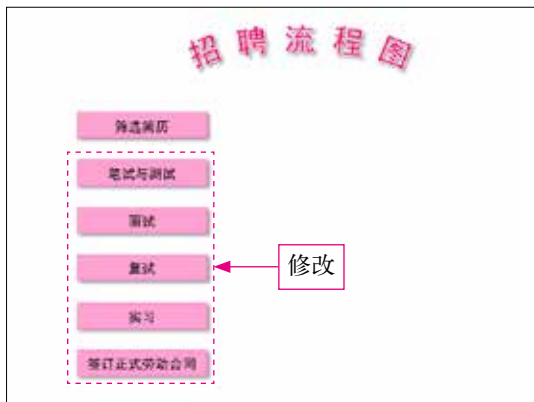 招聘流程图
筛选简历
笔试与测试
面试
复试
修改
实习
签订正式劳动合同